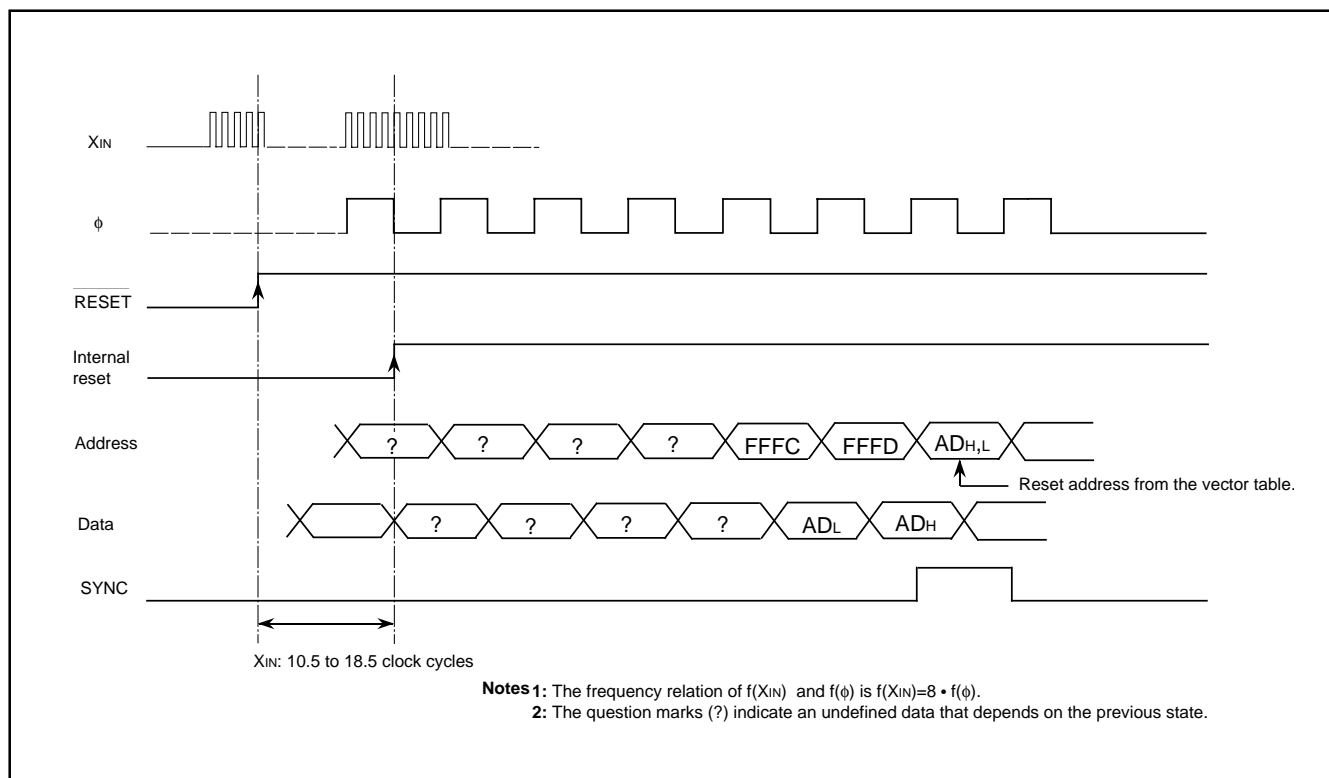 XIN
ϕ
RESET
Internal
reset
Address
? ? ? ? FFFC FFFD ADH,L
Reset address from the vector table.
Data
? ? ? ? ADL ADH
SYNC
XIN: 10.5 to 18.5 clock cycles
Notes 1: The frequency relation of f(XIN) and f(ϕ) is f(XIN)=8 • f(ϕ).
2: The question marks (?) indicate an undefined data that depends on the previous state.